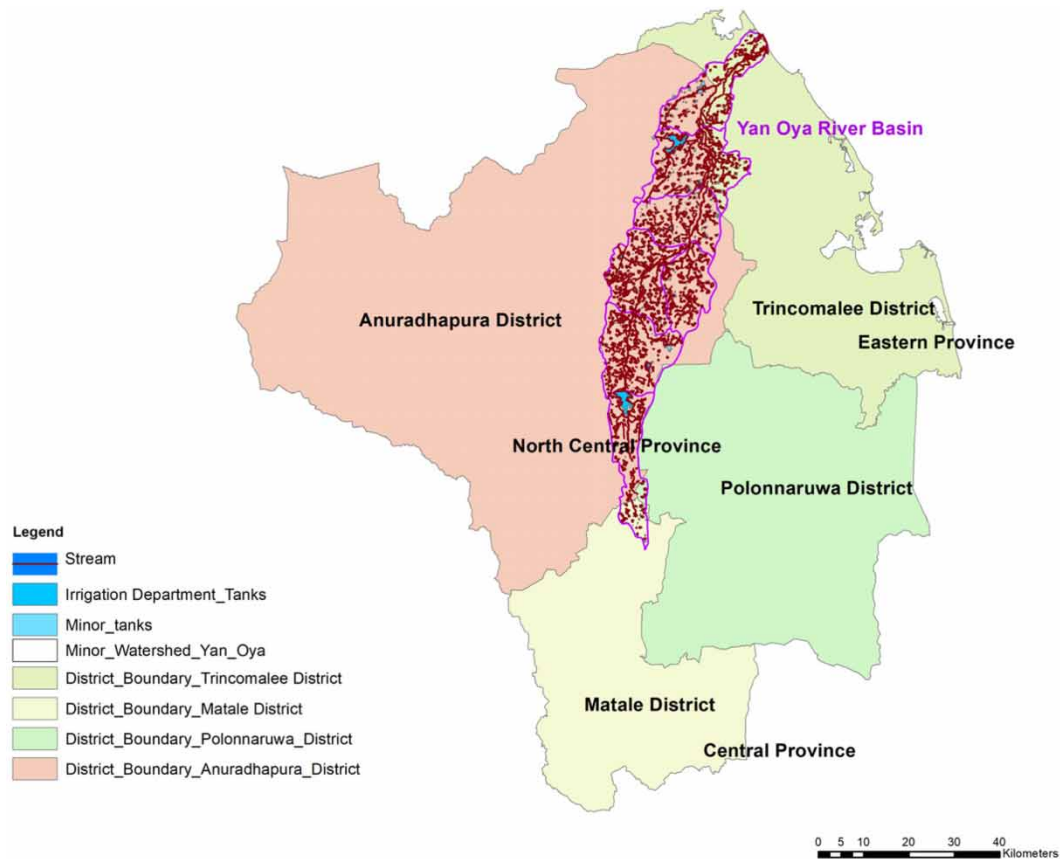 Yan Oya River Basin
Anuradhapura District
Trincomalee District
Eastern Province
North Central Province
Polonnaruwa District
Matale District
Central Province
Legend
Stream
Irrigation Department_Tanks
Minor_tanks
Minor_Watershed_Yan_Oya
District_Boundary_Trincomalee District
District_Boundary_Matale District
District_Boundary_Polonnaruwa_District
District_Boundary_Anuradhapura_District
0 5 10 20 30 40
Kilometers